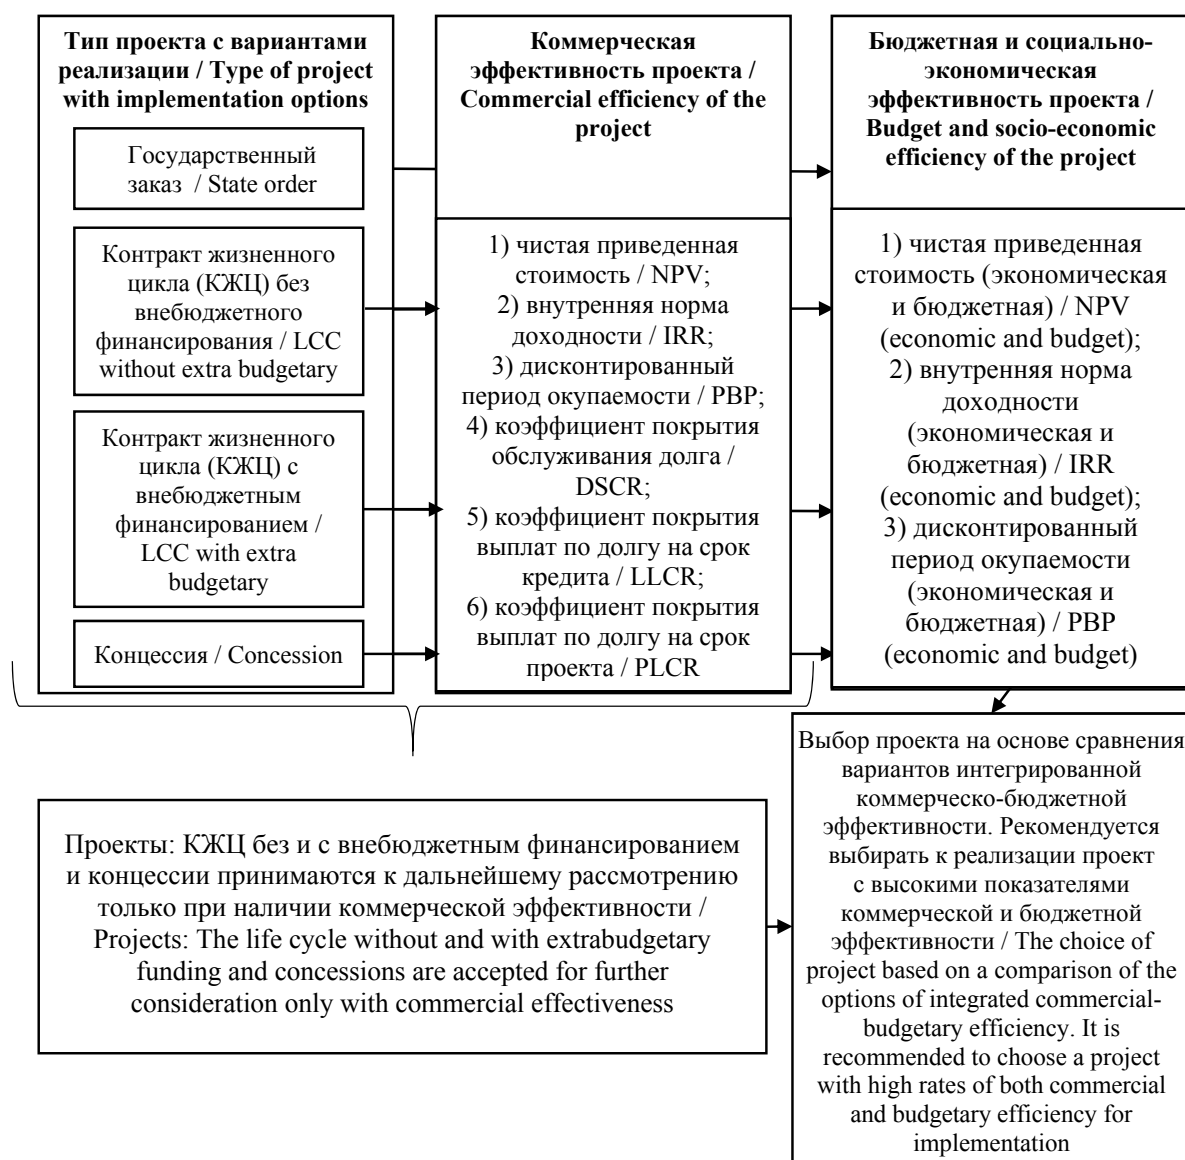 Тип проекта с вариантами
реализации / Type of project
with implementation options
Государственный
заказ / State order
Контракт жизненного
цикла (КЖЦ) без
внебюджетного
финансирования / LCC
without extra budgetary
Контракт жизненного
цикла (КЖЦ) с
внебюджетным
финансированием /
LCC with extra
budgetary
Концессия / Concession
Коммерческая
эффективность проекта /
Commercial efficiency of the
project
1) чистая приведенная
стоимость / NPV;
2) внутренняя норма
доходности / IRR;
3) дисконтированный
период окупаемости / PBP;
4) коэффициент покрытия
обслуживания долга /
DSCR;
5) коэффициент покрытия
выплат по долгу на срок
кредита / LLCR;
6) коэффициент покрытия
выплат по долгу на срок
проекта / PLCR
Бюджетная и социально-
экономическая
эффективность проекта /
Budget and socio-economic
efficiency of the project
1) чистая приведенная
стоимость (экономическая
и бюджетная) / NPV
(economic and budget);
2) внутренняя норма
доходности
(экономическая и
бюджетная) / IRR
(economic and budget);
3) дисконтированный
период окупаемости
(экономическая и
бюджетная) / PBP
(economic and budget)
Проекты: КЖЦ без и с внебюджетным финансированием
и концессии принимаются к дальнейшему рассмотрению
только при наличии коммерческой эффективности /
Projects: The life cycle without and with extrabudgetary
funding and concessions are accepted for further
consideration only with commercial effectiveness
Выбор проекта на основе сравнения
вариантов интегрированной
коммерческо-бюджетной
эффективности. Рекомендуется
выбирать к реализации проект
с высокими показателями
коммерческой и бюджетной
эффективности / The choice of
project based on a comparison of the
options of integrated commercial-
budgetary efficiency. It is
recommended to choose a project
with high rates of both commercial
and budgetary efficiency for
implementation